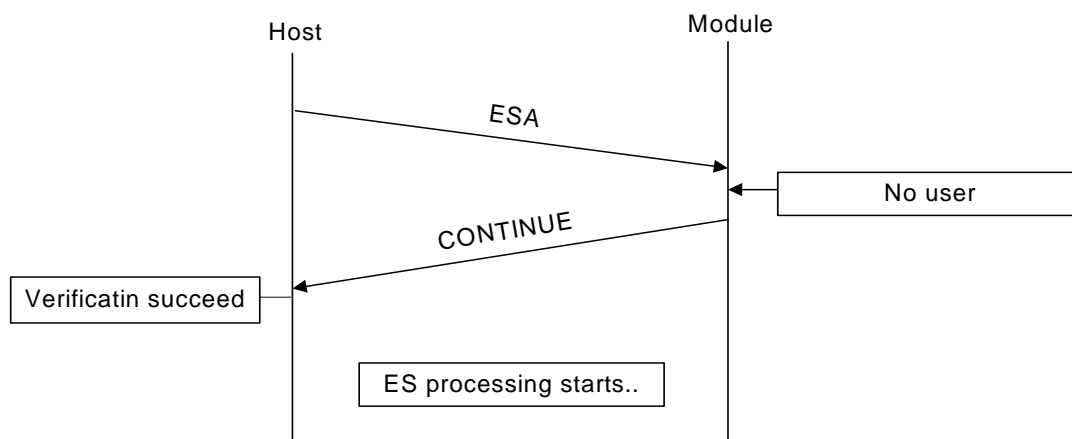 Host
Module
ESA
No user
CONTINUE
Verificatin succeed
ES processing starts..